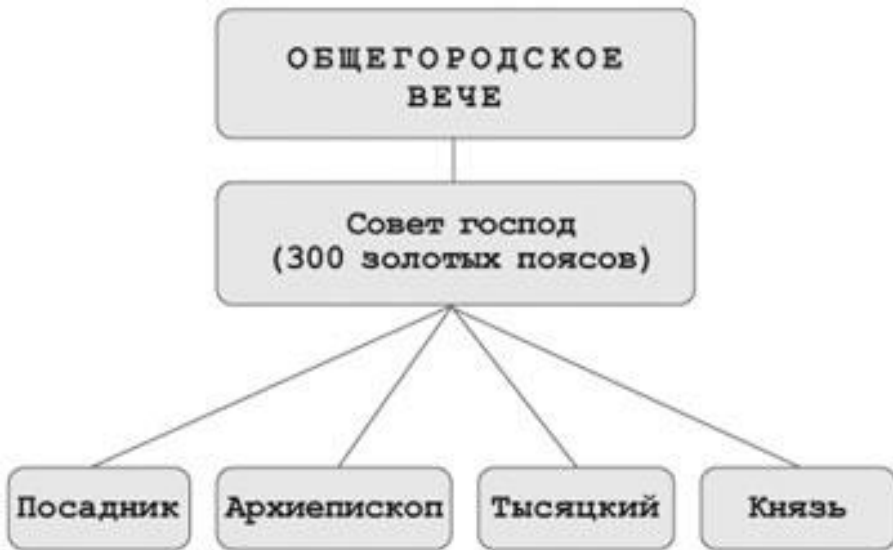 ОБЩЕГОРОДСКОЕ
ВЕЧЕ
Совет господ
(300 золотых поясов)
Посадник
Архиепископ
Тысяцкий
Князь